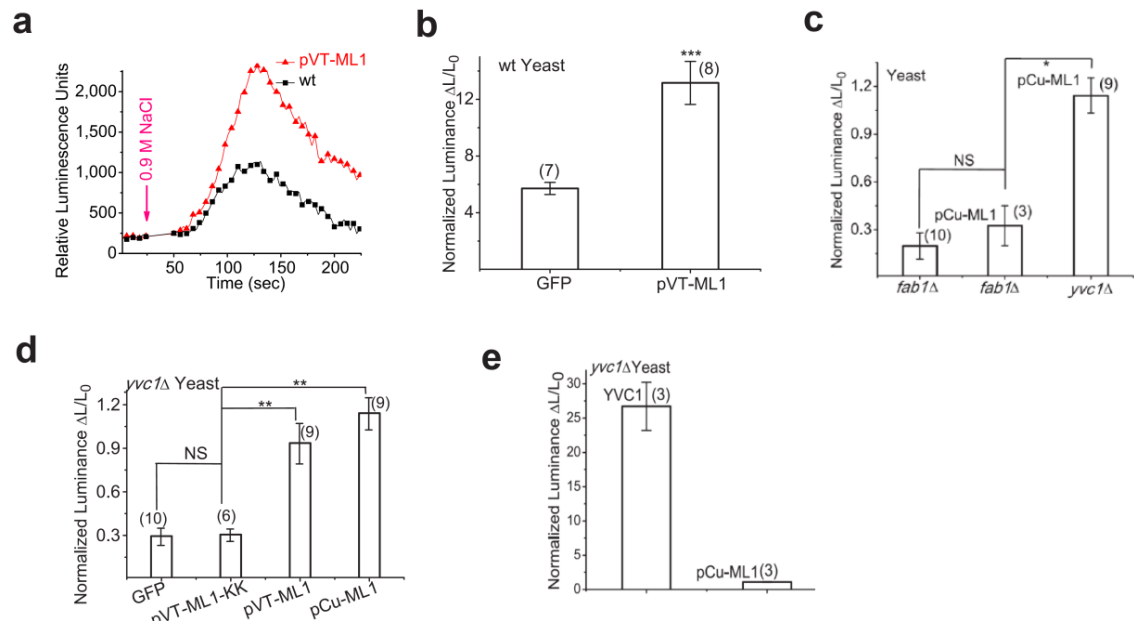 a
pVT-ML1
wt
Relative Luminescence Units
2,000
1,500
1,000
500
0
0.9 M NaCl
0
50
100
150
200
Time (sec)
b
wt Yeast
Normalized Luminance ΔL/L0
12
8
4
(7)
***
(8)
GFP
pVT-ML1
c
Yeast
Normalized Luminance ΔL/L0
1.2
0.9
0.6
0.3
NS
*
pCu-ML1
(9)
pCu-ML1
(3)
(10)
fab1Δ
fab1Δ
yvc1Δ
d
yvc1Δ Yeast
Normalized Luminance ΔL/L0
1.2
0.9
0.6
0.3
NS
**
**
(10)
(6)
(9)
(9)
GFP
pVT-ML1-KK
pVT-ML1
pCu-ML1
e
yvc1Δ Yeast
Normalized Luminance ΔL/L0
30
25
20
15
10
5
0
YVC1 (3)
pCu-ML1(3)